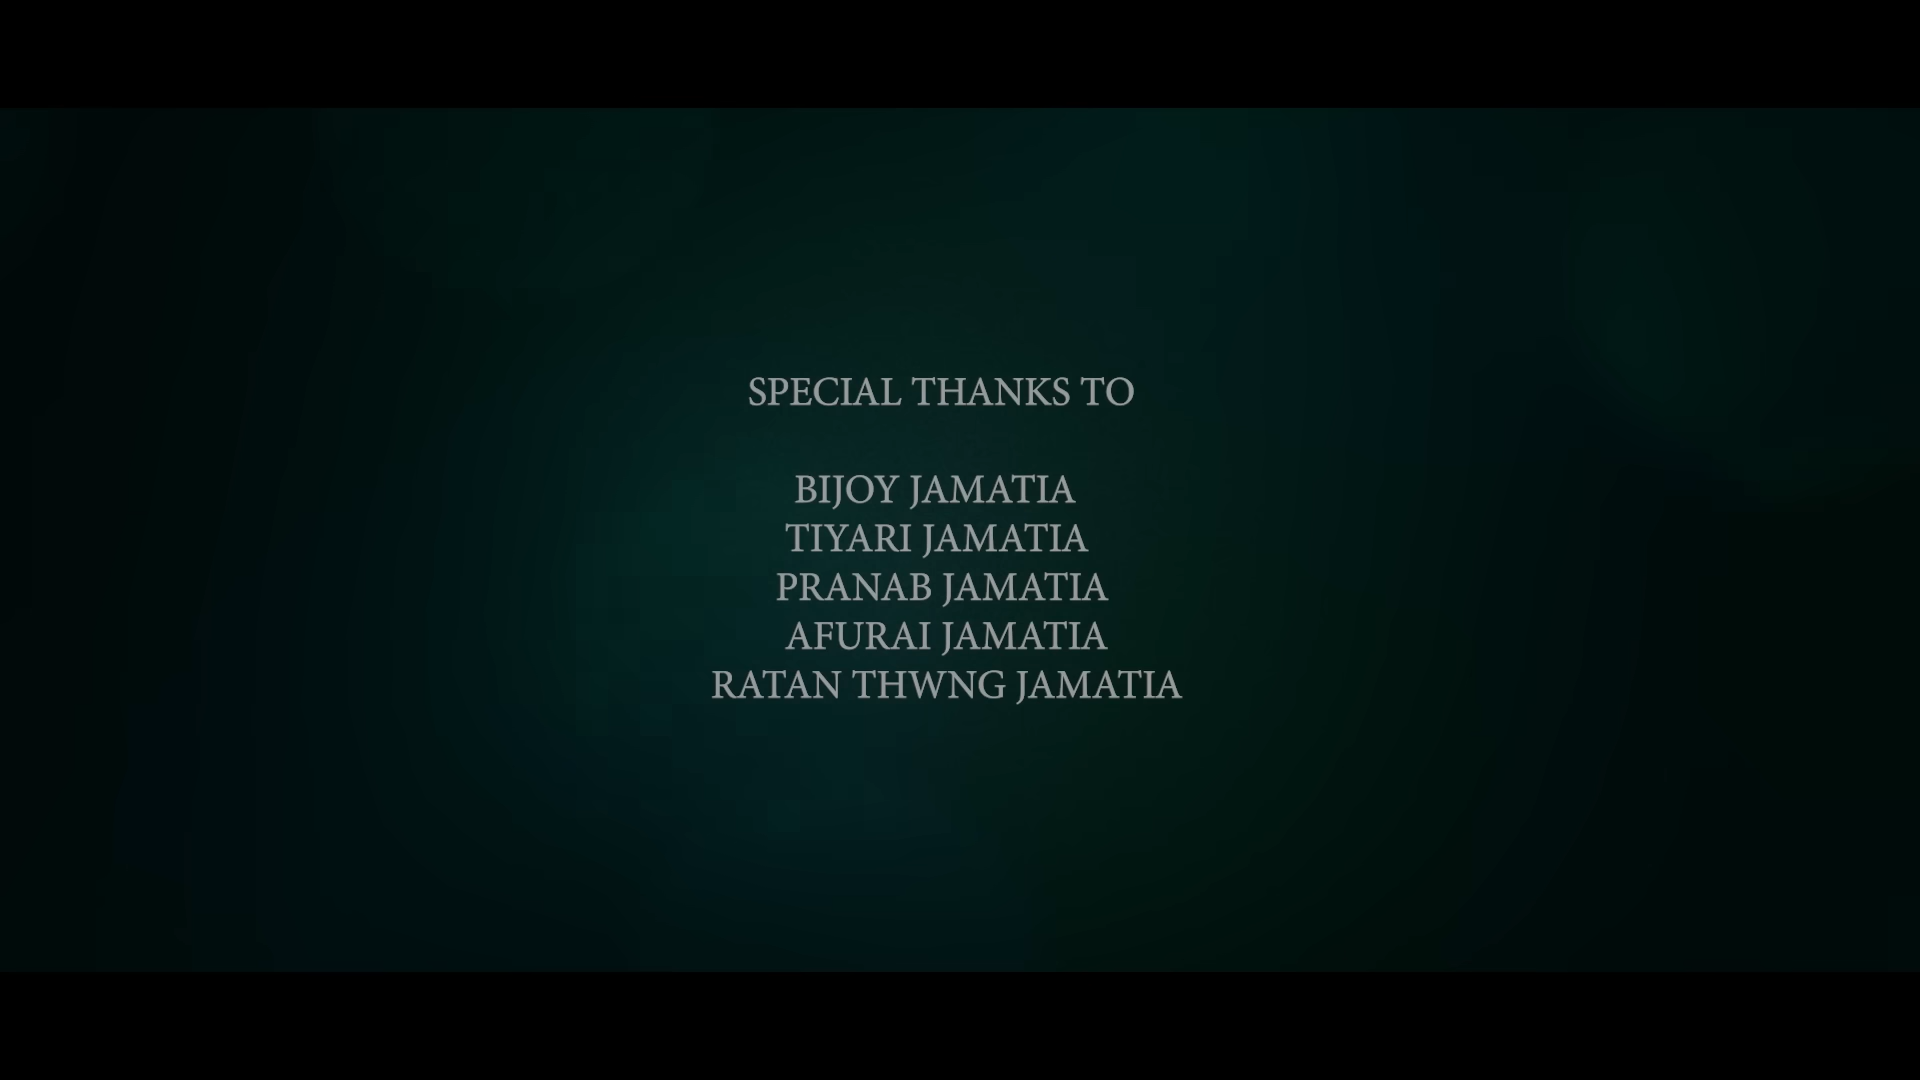 SPECIAL THANKS TO
BIJOY JAMATIA
TIYARI JAMATIA
PRANAB JAMATIA
AFURAI JAMATIA
RATAN THWNG JAMATIA